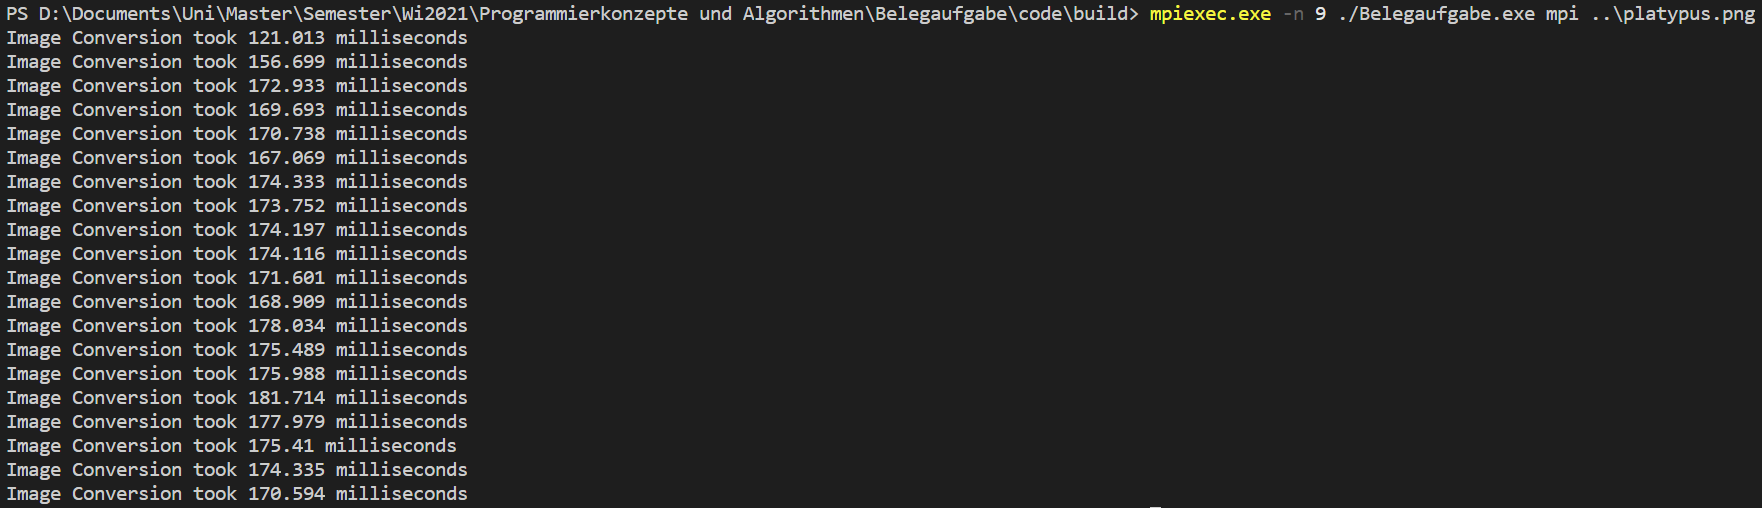 PS D:\Documents\Uni\Master\Semester\Wi2021\Programmierkonzepte und Algorithmen\Belegaufgabe\code\build> mpiexec.exe -n 9 ./Belegaufgabe.exe mpi ..\platypus.png
Image Conversion took 121.013 milliseconds
Image Conversion took 156.699 milliseconds
Image Conversion took 172.933 milliseconds
Image Conversion took 169.693 milliseconds
Image Conversion took 170.738 milliseconds
Image Conversion took 167.069 milliseconds
Image Conversion took 174.333 milliseconds
Image Conversion took 173.752 milliseconds
Image Conversion took 174.197 milliseconds
Image Conversion took 174.116 milliseconds
Image Conversion took 171.601 milliseconds
Image Conversion took 168.909 milliseconds
Image Conversion took 178.034 milliseconds
Image Conversion took 175.489 milliseconds
Image Conversion took 175.988 milliseconds
Image Conversion took 181.714 milliseconds
Image Conversion took 177.979 milliseconds
Image Conversion took 175.41 milliseconds
Image Conversion took 174.335 milliseconds
Image Conversion took 170.594 milliseconds